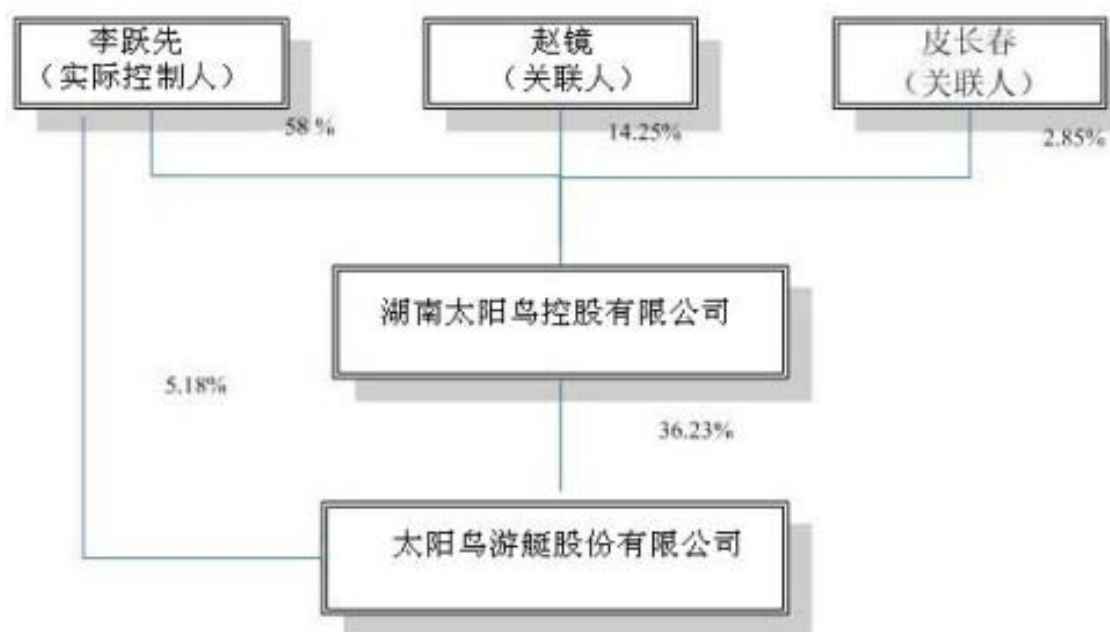 李跃先
（实际控制人）
赵镜
（关联人）
皮长春
（关联人）
58 %
14.25%
2.85%
湖南太阳鸟控股有限公司
5.18%
36.23%
太阳鸟游艇股份有限公司